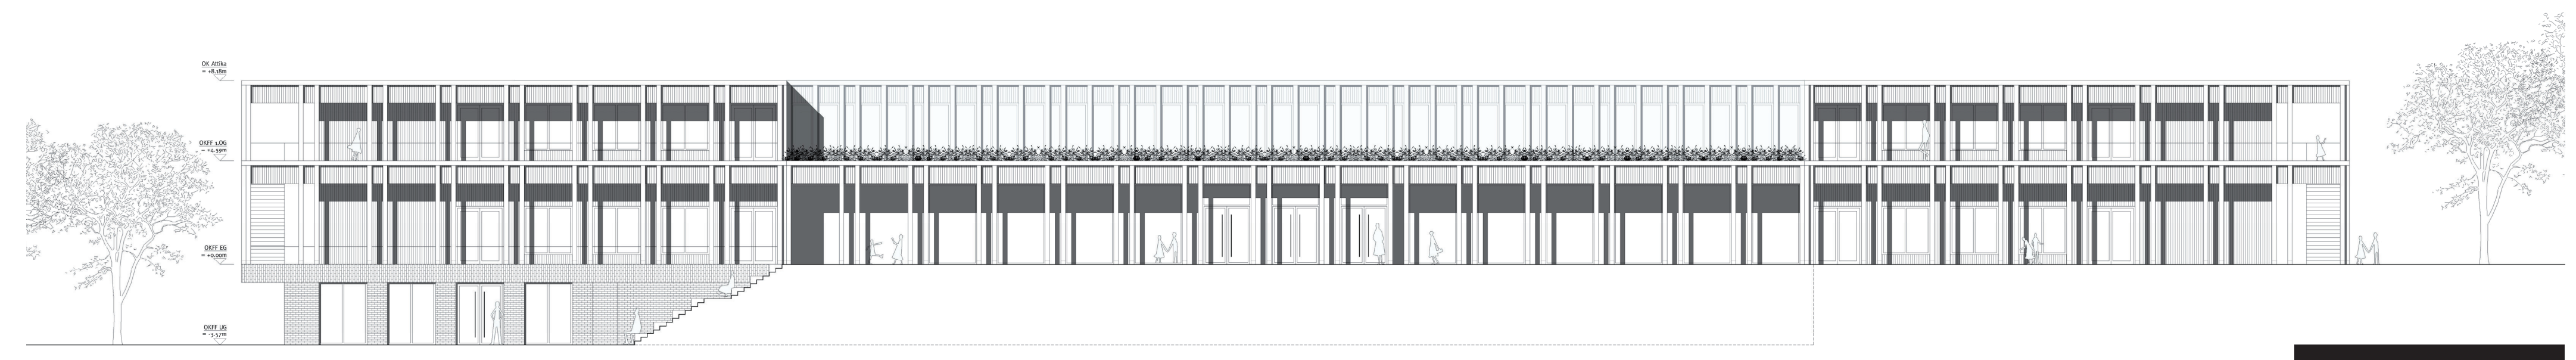 OK Attika
= +8.18m
OKFF 1.OG
= +4.59m
OKFF EG
= +0.00m
OKFF UG
= -3.57m